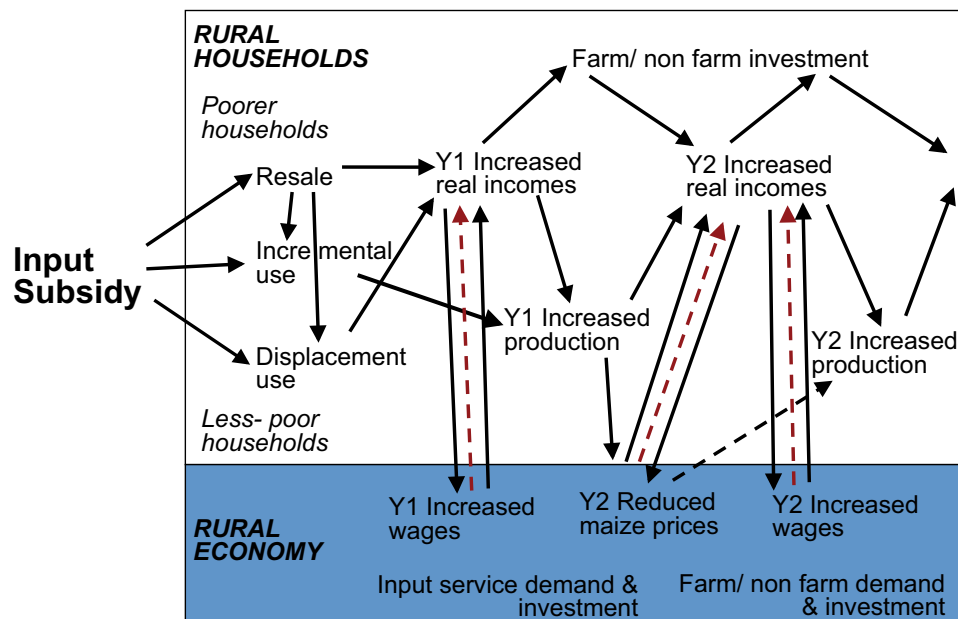 RURAL
HOUSEHOLDS
Farm/ non farm investment
Poorer
households
Resale
Y1 Increased
real incomes
Y2 Increased
real incomes
Input
Subsidy
Incremental
use
Y1 Increased
production
Displacement
use
Y2 Increased
production
Less- poor
households
Y1 Increased
wages
Y2 Reduced
maize prices
Y2 Increased
wages
RURAL
ECONOMY
Input service demand &
investment
Farm/ non farm demand
& investment